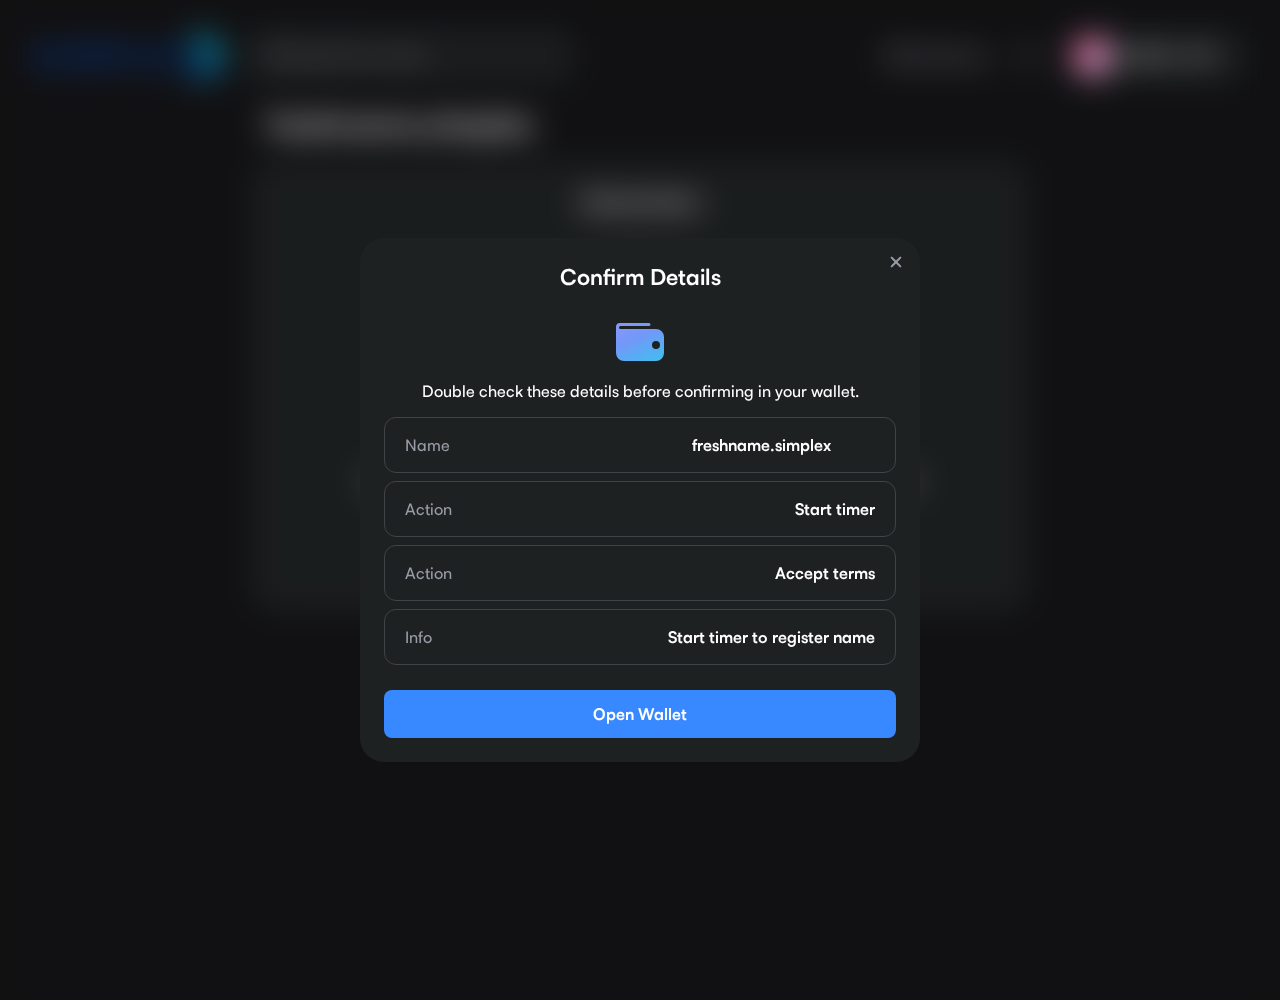 Confirm Details
Double check these details before confirming in your wallet.
Name freshname.simplex
Action Start timer
Action Accept terms
Info Start timer to register name
Open Wallet